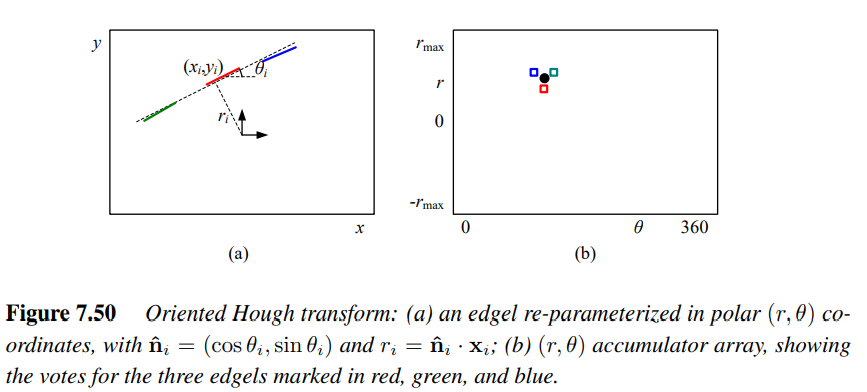 y
(xᵢ,yᵢ)
θᵢ
rᵢ
x
(a)
rₘₐₓ
r
0
-rₘₐₓ
0
θ
360
(b)
Figure 7.50 Oriented Hough transform: (a) an edgel re-parameterized in polar (r, θ) co-
ordinates, with n̂ᵢ = (cos θᵢ, sin θᵢ) and rᵢ = n̂ᵢ · xᵢ; (b) (r, θ) accumulator array, showing
the votes for the three edgels marked in red, green, and blue.